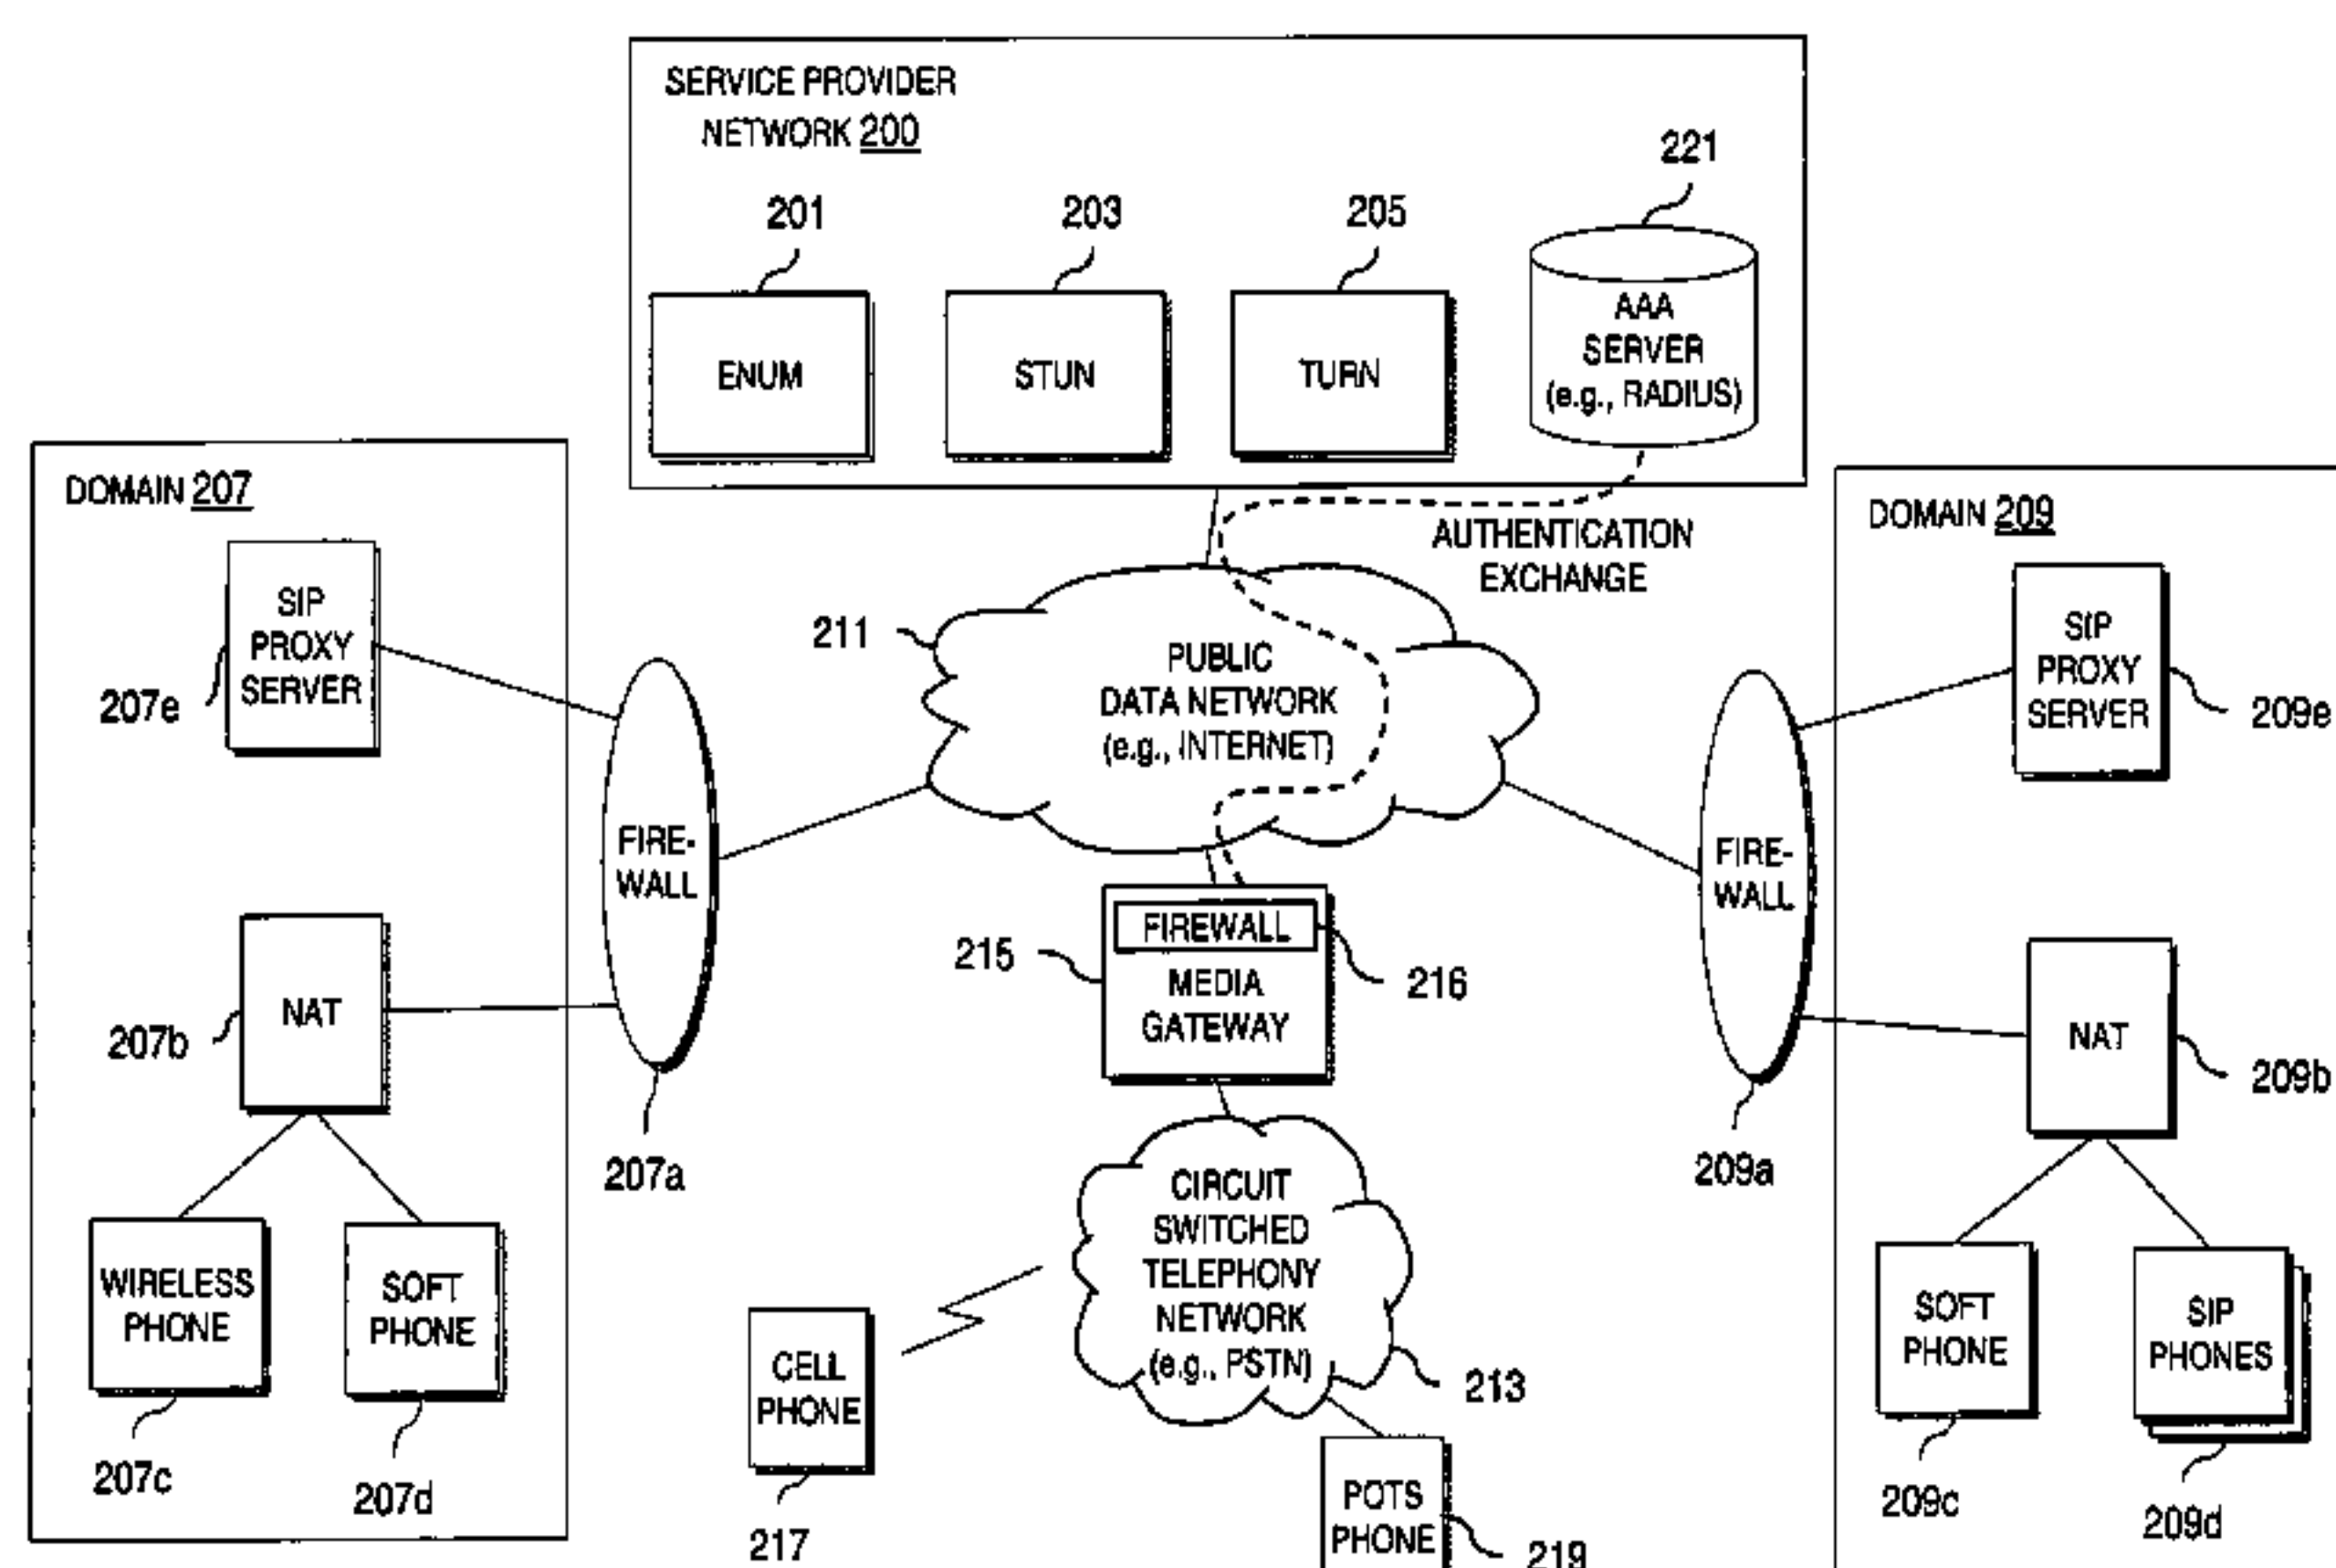 SERVICE PROVIDER
NETWORK 200
221
201
203
205
ENUM
STUN
TURN
AAA
SERVER
(e.g., RADIUS)
DOMAIN 207
AUTHENTICATION
EXCHANGE
DOMAIN 209
SIP
PROXY
SERVER
207e
211
PUBLIC
DATA NETWORK
(e.g., INTERNET)
SIP
PROXY
SERVER
209e
FIRE-
WALL
207a
FIRE-
WALL
209a
FIREWALL
MEDIA
GATEWAY
215
216
NAT
207b
NAT
209b
WIRELESS
PHONE
207c
SOFT
PHONE
207d
CIRCUIT
SWITCHED
TELEPHONY
NETWORK
(e.g., PSTN)
213
CELL
PHONE
217
POTS
PHONE
219
SOFT
PHONE
209c
SIP
PHONES
209d